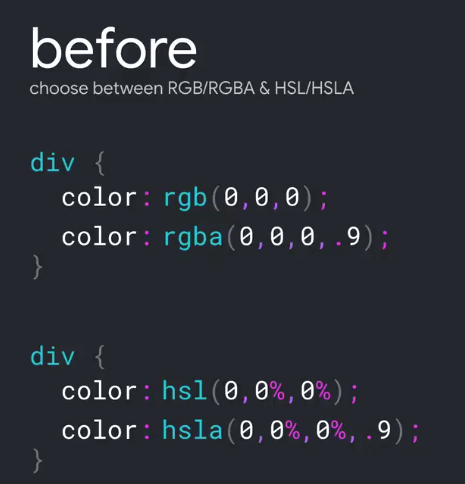 before
choose between RGB/RGBA & HSL/HSLA
div {
color: rgb(0,0,0);
color: rgba(0,0,0,.9);
}
div {
color: hsl(0,0%,0%);
color: hsla(0,0%,0%,.9);
}